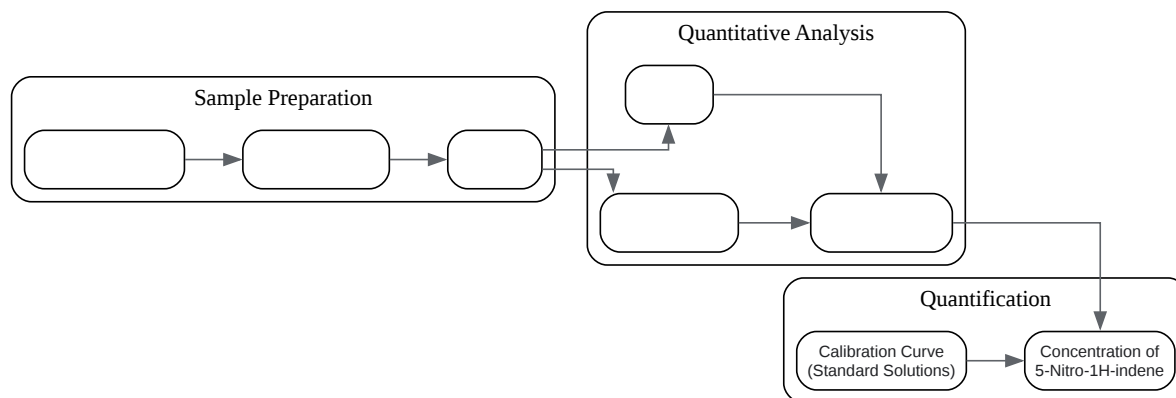 Quantitative Analysis
Sample Preparation
Quantification
Calibration Curve
(Standard Solutions)
Concentration of
5-Nitro-1H-indene